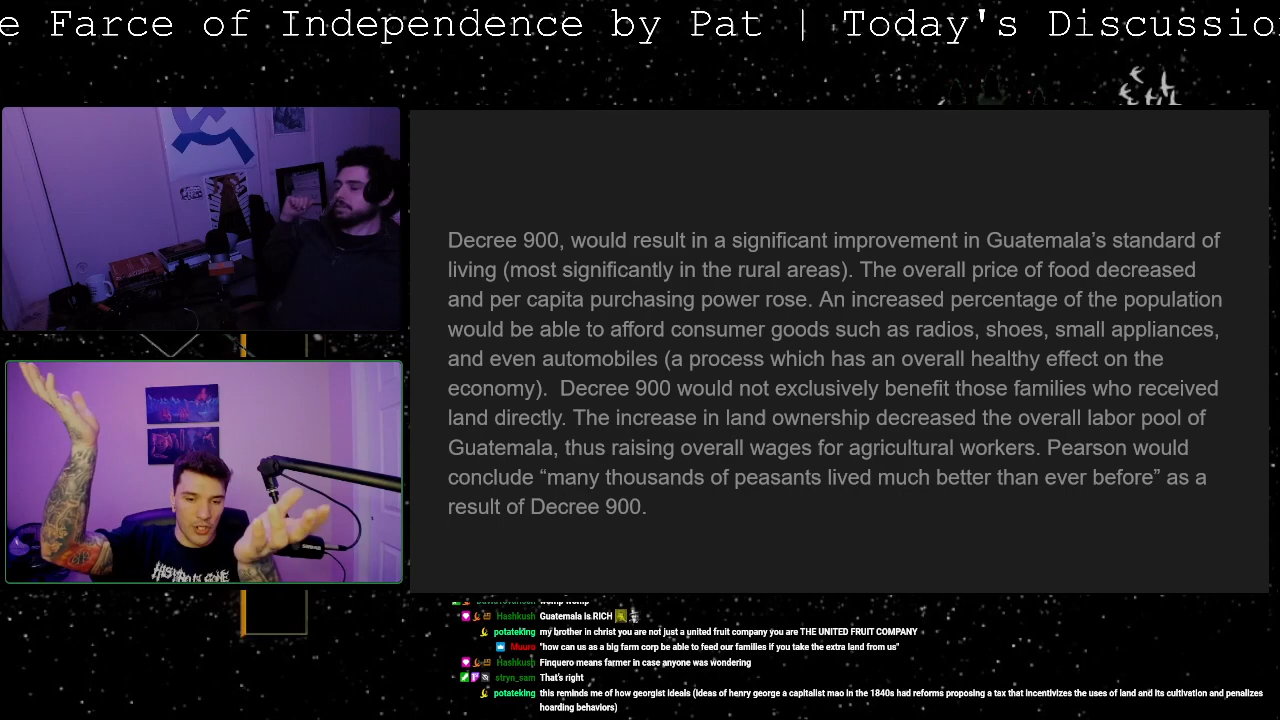 e Farce of Independence by Pat | Today's Discussio
Decree 900, would result in a significant improvement in Guatemala's standard of
living (most significantly in the rural areas). The overall price of food decreased
and per capita purchasing power rose. An increased percentage of the population
would be able to afford consumer goods such as radios, shoes, small appliances,
and even automobiles (a process which has an overall healthy effect on the
economy).  Decree 900 would not exclusively benefit those families who received
land directly. The increase in land ownership decreased the overall labor pool of
Guatemala, thus raising overall wages for agricultural workers. Pearson would
conclude “many thousands of peasants lived much better than ever before” as a
result of Decree 900.
Hashkush Guatemala is RICH
potateking my brother in christ you are not just a united fruit company you are THE UNITED FRUIT COMPANY
Muuro "how can us as a big farm corp be able to feed our families if you take the extra land from us"
Hashkush Finquero means farmer in case anyone was wondering
stryn_sam That's right
potateking this reminds me of how georgist ideals (Ideas of henry george a capitalist mao in the 1840s had reforms proposing a tax that incentivizes the uses of land and its cultivation and penalizes
hoarding behaviors)